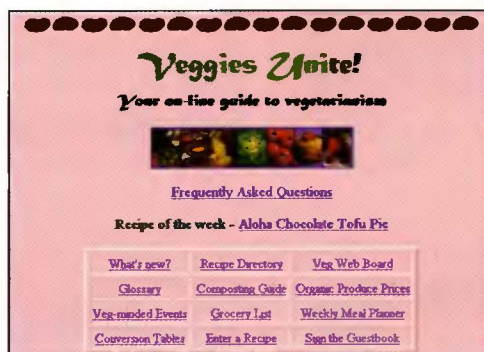 Veggies Unite!
Your on-line guide to vegetarianism
Frequently Asked Questions
Recipe of the week - Aloha Chocolate Tofu Pie
What's new? Recipe Directory Veg Web Board
Glossary Composting Guide Organic Produce Prices
Veg-minded Events Grocery List Weekly Meal Planner
Conversion Tables Enter a Recipe Sign the Guestbook